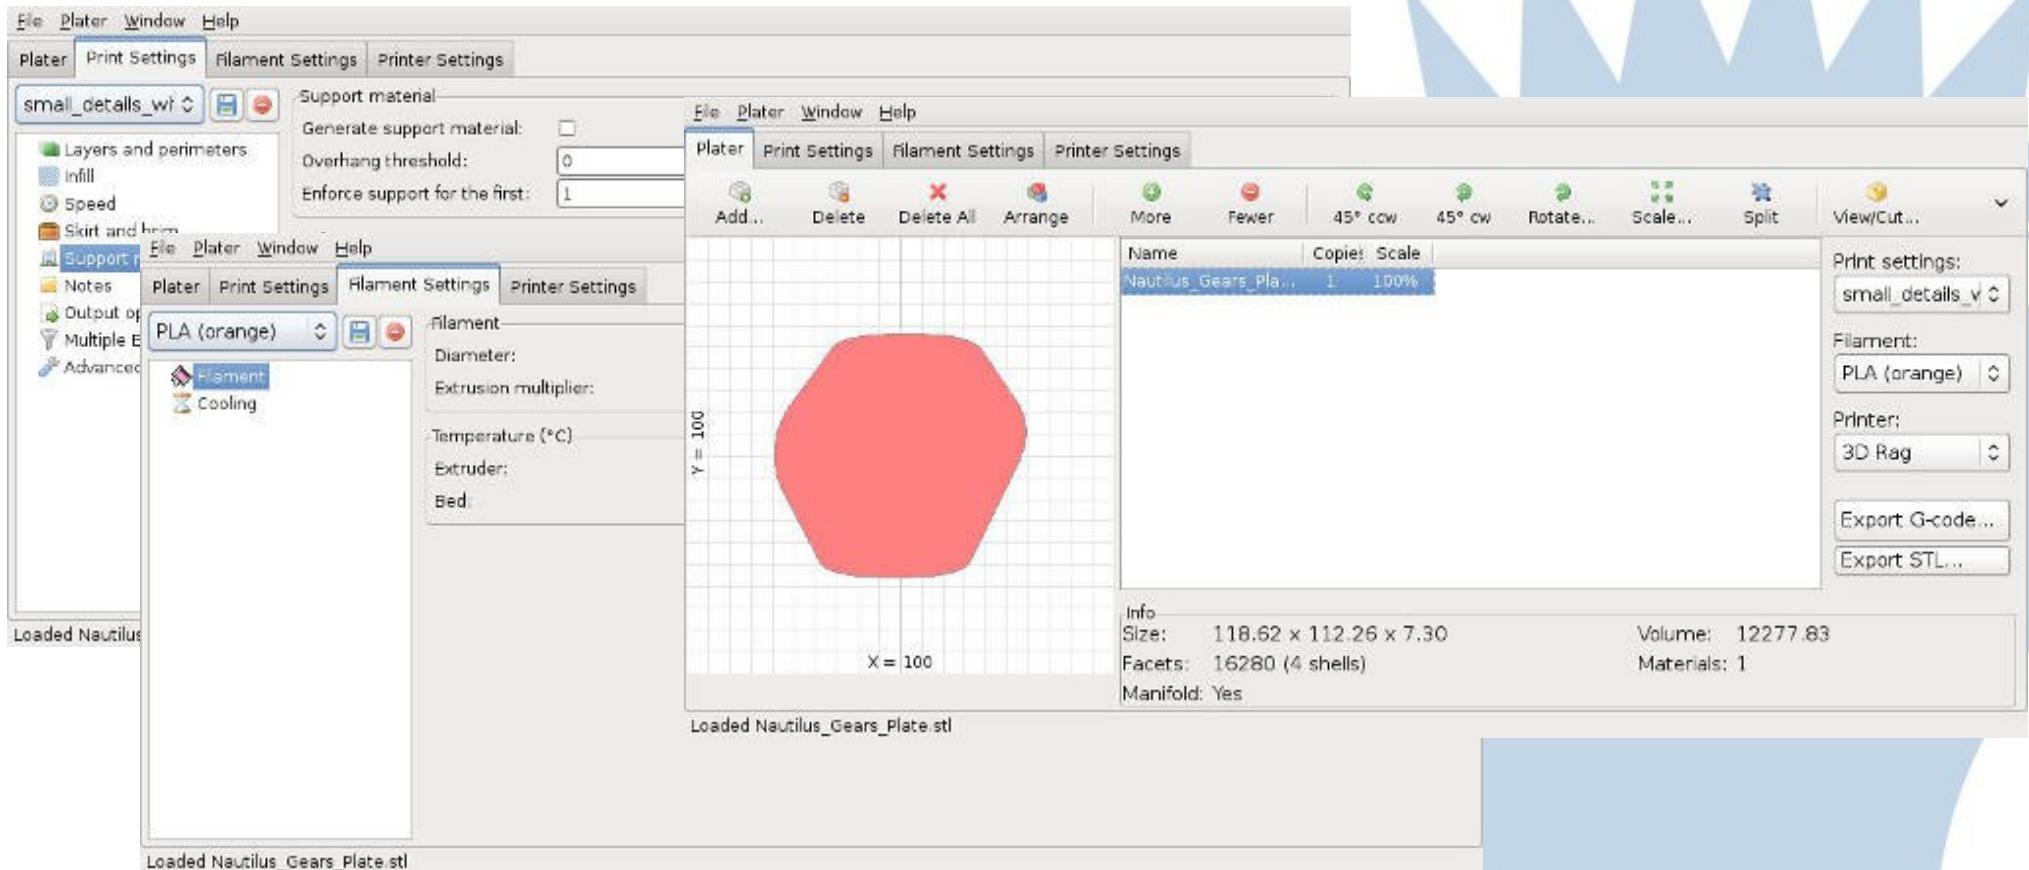 File Plater Window Help
Plater Print Settings Filament Settings Printer Settings
small_details_wi
Support material
Generate support material:
Overhang threshold: 0
Enforce support for the first: 1
Layers and perimeters
Infill
Speed
Skirt and brim
Support
Notes
Output op
Multiple E
Advanced
Loaded Nautilus
File Plater Window Help
Plater Print Settings Filament Settings Printer Settings
PLA (orange)
Filament
Cooling
Filament
Diameter:
Extrusion multiplier:
Temperature (°C)
Extruder:
Bed:
Loaded Nautilus_Gears_Plate.stl
File Plater Window Help
Plater Print Settings Filament Settings Printer Settings
Add... Delete Delete All Arrange More Fewer 45° ccw 45° cw Rotate... Scale... Split View/Cut...
Y = 100
X = 100
Name Copies Scale
Nautilus_Gears_Pla... 1 100%
Print settings:
small_details_v
Filament:
PLA (orange)
Printer:
3D Rag
Export G-code...
Export STL...
Info
Size: 118.62 x 112.26 x 7.30 Volume: 12277.83
Facets: 16280 (4 shells) Materials: 1
Manifold: Yes
Loaded Nautilus_Gears_Plate.stl